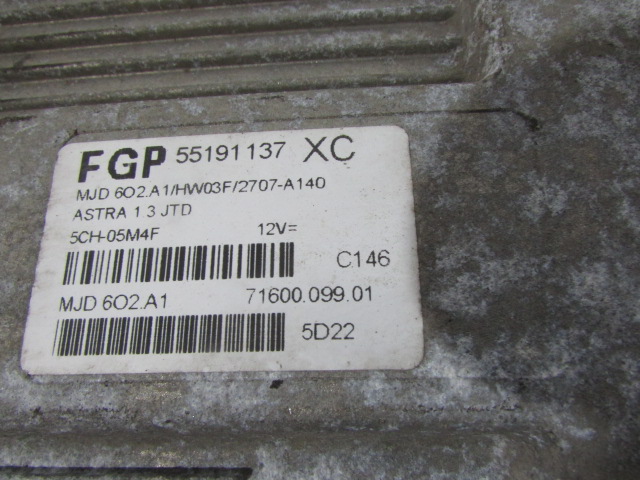 FGP 55191137 XC
MJD 6O2.A1/HW03F/2707-A140
ASTRA 1.3 JTD
5CH-05M4F 12V=
C146
MJD 6O2.A1 71600.099.01
5D22